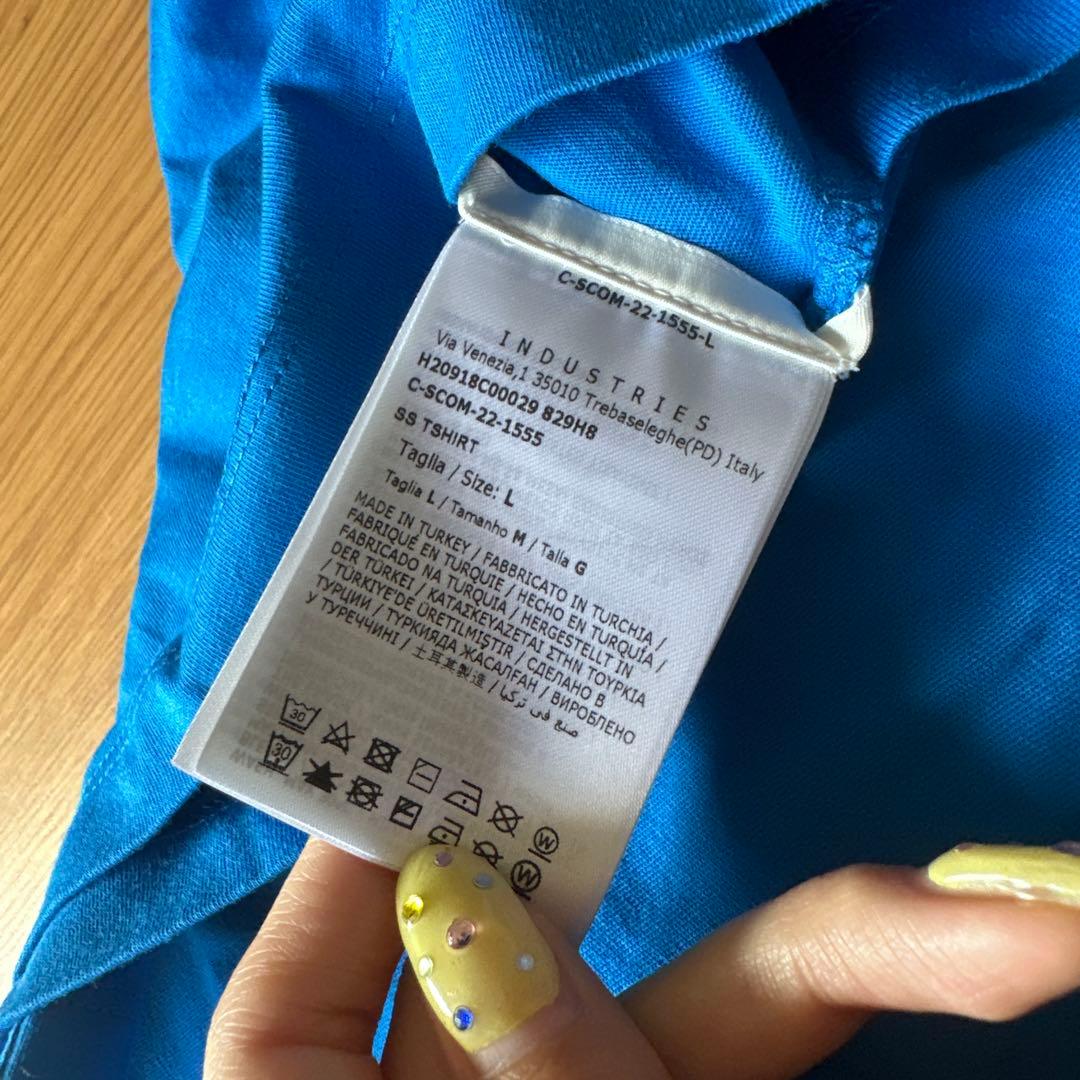 C-SCOM-22-1555-L
INDUSTRIES
Via Venezia,1 35010 Trebaseleghe(PD) Italy
H20918C00029 829H8
C-SCOM-22-1555
SS TSHIRT
Taglia / Size: L
Taglia L / Tamanho M / Talla G
MADE IN TURKEY / FABBRICATO IN TURCHIA /
FABRIQUÉ EN TURQUIE / HECHO EN TURQUÍA /
FABRICADO NA TURQUIA / HERGESTELLT IN
DER TÜRKEI / ΚΑΤΑΣΚΕΥΑΖΕΤΑΙ ΣΤΗΝ ΤΟΥΡΚΙΑ
/ TÜRKIYE'DE ÜRETILMIŞTIR / СДЕЛАНО В
ТУРЦИИ / ТУРКИЯДА ЖАСАЛҒАН / ВИРОБЛЕНО
У ТУРЕЧЧИНІ / 土耳其製造 / صنع في تركيا
30
W
30
W